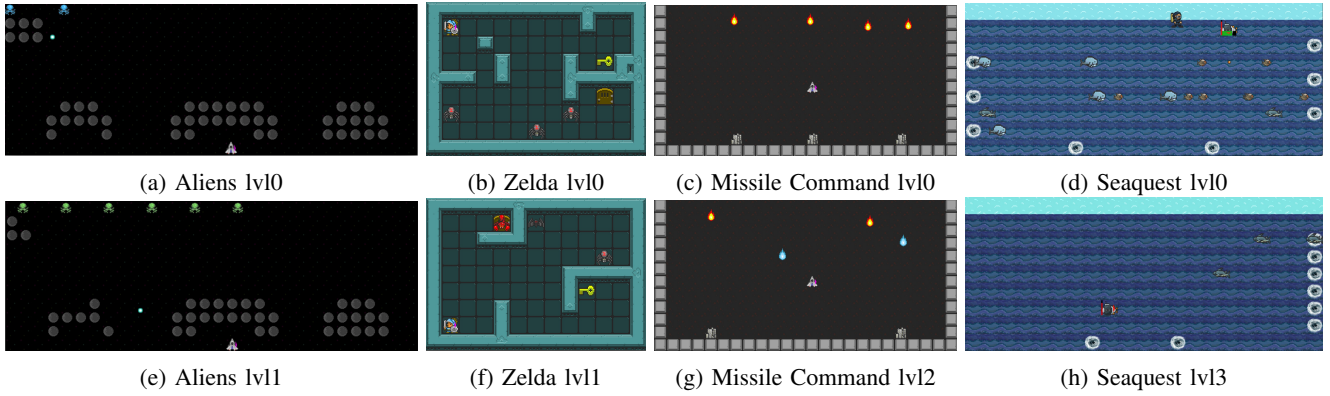 (a) Aliens lvl0
(b) Zelda lvl0
(c) Missile Command lvl0
(d) Seaquest lvl0
(e) Aliens lvl1
(f) Zelda lvl1
(g) Missile Command lvl2
(h) Seaquest lvl3